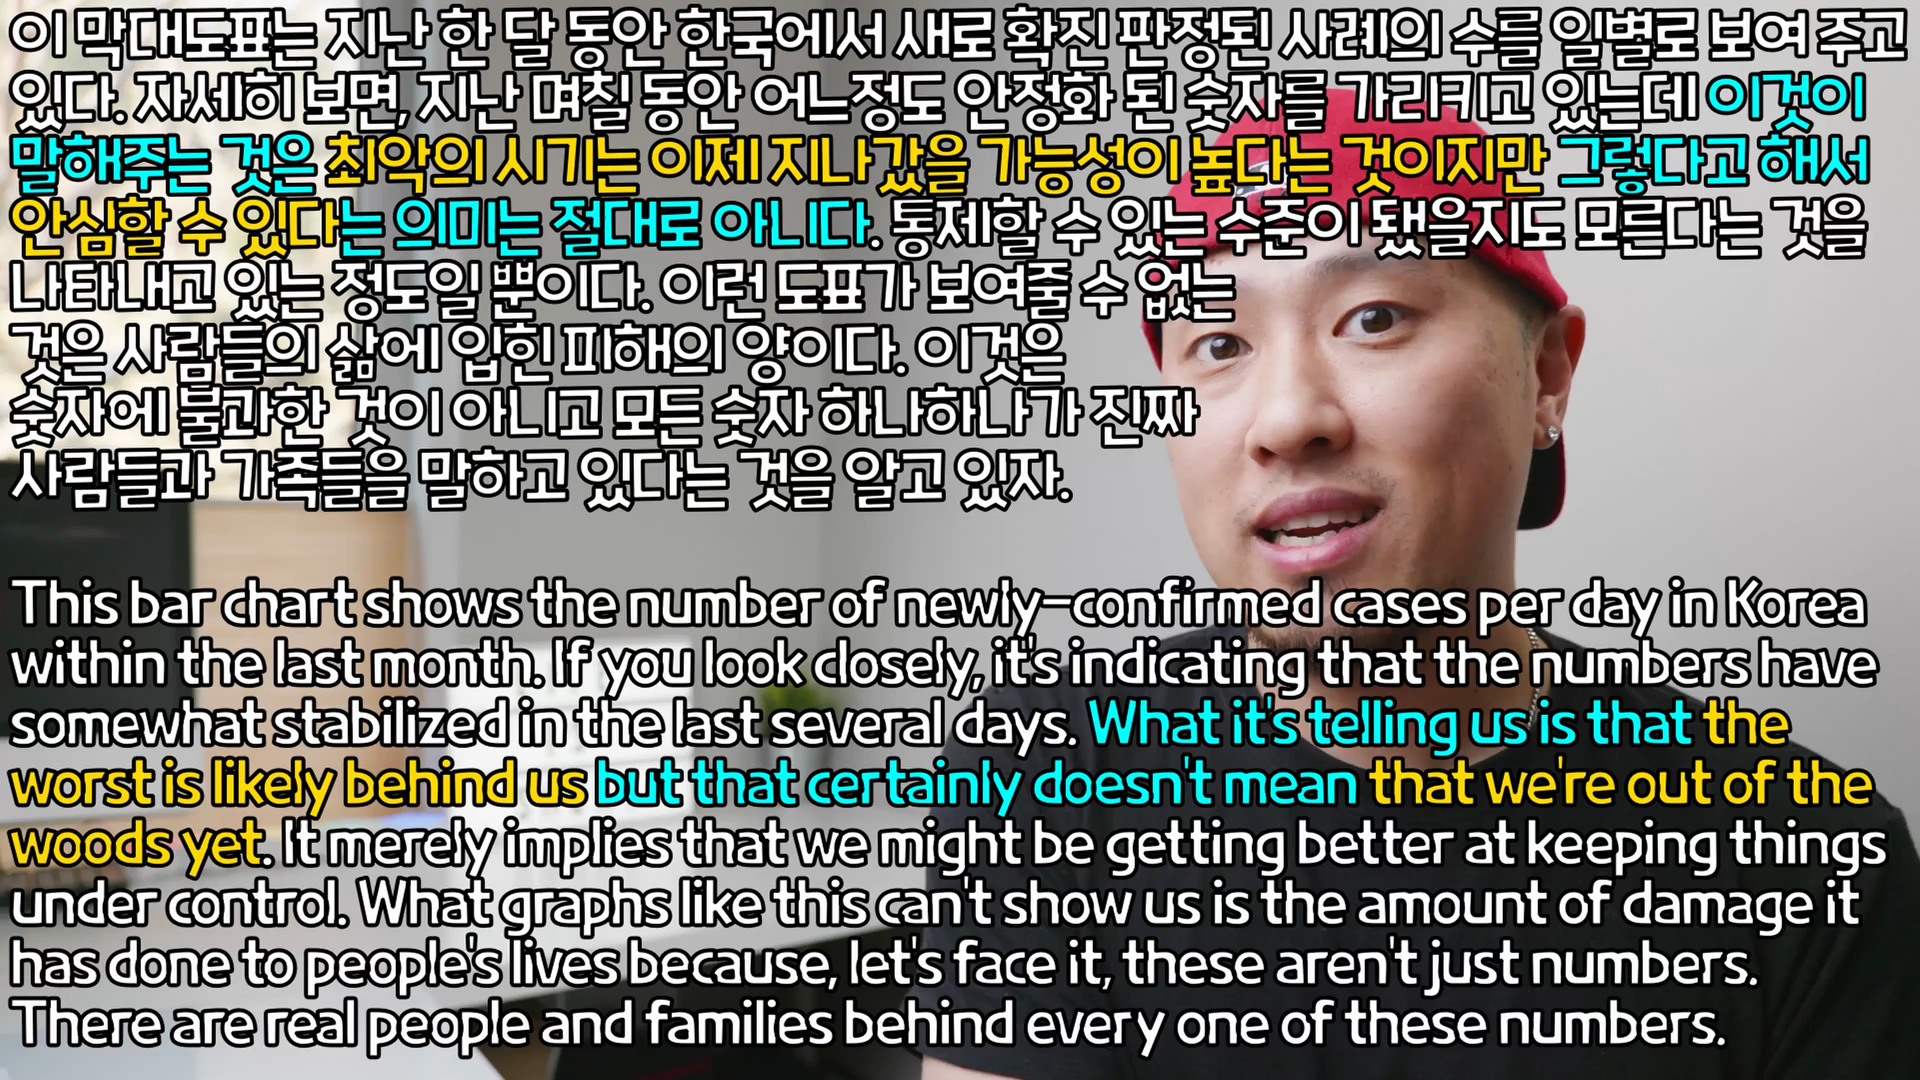 이 막대도표는 지난 한 달 동안 한국에서 새로 확진 판정된 사례의 수를 일별로 보여 주고
있다. 자세히 보면, 지난 며칠 동안 어느정도 안정화 된 숫자를 가리키고 있는데 이것이
말해주는 것은 최악의 시기는 이제 지나갔을 가능성이 높다는 것이지만 그렇다고 해서
안심할 수 있다는 의미는 절대로 아니다. 통제할 수 있는 수준이 됐을지도 모른다는 것을
나타내고 있는 정도일 뿐이다. 이런 도표가 보여줄 수 없는
것은 사람들의 삶에 입힌 피해의 양이다. 이것은
숫자에 불과한 것이 아니고 모든 숫자 하나하나가 진짜
사람들과 가족들을 말하고 있다는 것을 알고 있자.
This bar chart shows the number of newly-confirmed cases per day in Korea
within the last month. If you look closely, it's indicating that the numbers have
somewhat stabilized in the last several days. What it's telling us is that the
worst is likely behind us but that certainly doesn't mean that we're out of the
woods yet. It merely implies that we might be getting better at keeping things
under control. What graphs like this can't show us is the amount of damage it
has done to people's lives because, let's face it, these aren't just numbers.
There are real people and families behind every one of these numbers.